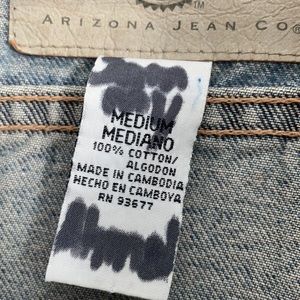 ARIZONA JEAN CO®
MEDIUM
MEDIANO
100% COTTON/
ALGODON
MADE IN CAMBODIA
HECHO EN CAMBOYA
RN 93677